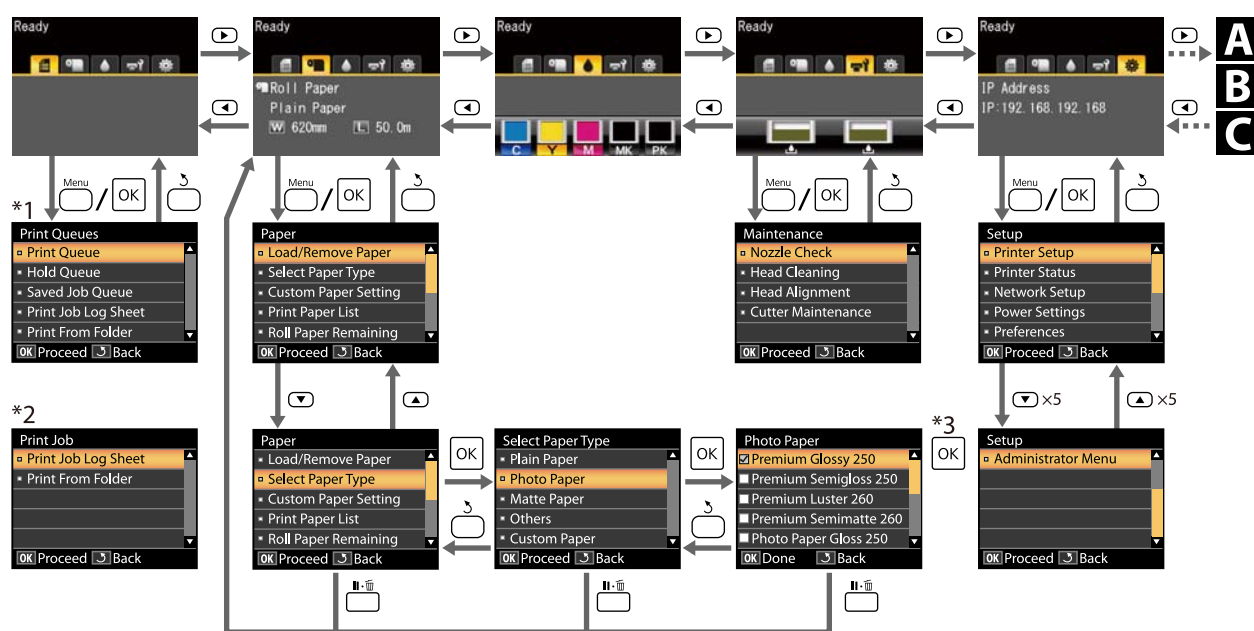 Ready
Ready
Roll Paper
Plain Paper
W 620mm L 50.0m
Ready
C Y M MK PK
Ready
Ready
IP Address
IP:192.168.192.168
A
B
C
Menu / OK
Menu / OK
Menu / OK
Menu / OK
*1
Print Queues
Print Queue
Hold Queue
Saved Job Queue
Print Job Log Sheet
Print From Folder
OK Proceed Back
Paper
Load/Remove Paper
Select Paper Type
Custom Paper Setting
Print Paper List
Roll Paper Remaining
OK Proceed Back
Maintenance
Nozzle Check
Head Cleaning
Head Alignment
Cutter Maintenance
OK Proceed Back
Setup
Printer Setup
Printer Status
Network Setup
Power Settings
Preferences
OK Proceed Back
×5
×5
*2
Print Job
Print Job Log Sheet
Print From Folder
OK Proceed Back
Paper
Load/Remove Paper
Select Paper Type
Custom Paper Setting
Print Paper List
Roll Paper Remaining
OK Proceed Back
OK
Select Paper Type
Plain Paper
Photo Paper
Matte Paper
Others
Custom Paper
OK Proceed Back
OK
Photo Paper
Premium Glossy 250
Premium Semigloss 250
Premium Luster 260
Premium Semimatte 260
Photo Paper Gloss 250
OK Done Back
*3
OK
Setup
Administrator Menu
OK Proceed Back